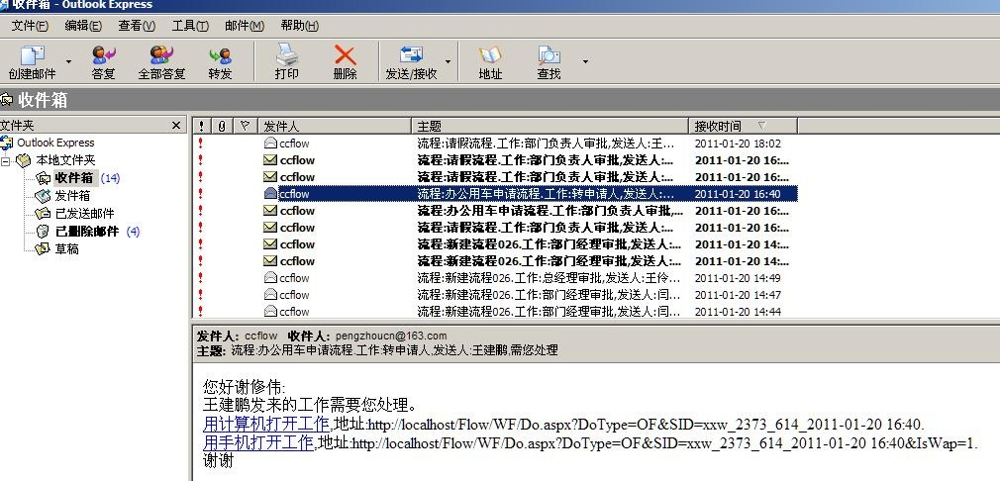 收件箱 - Outlook Express
文件(F) 编辑(E) 查看(V) 工具(T) 邮件(M) 帮助(H)
创建邮件 答复 全部答复 转发 打印 删除 发送/接收 地址 查找
收件箱
文件夹
Outlook Express
本地文件夹
收件箱 (14)
发件箱
已发送邮件
已删除邮件 (4)
草稿
! 发件人 主题 接收时间
! ccflow 流程:请假流程.工作:部门负责人审批,发送人:王... 2011-01-20 18:02
! ccflow 流程:请假流程.工作:部门负责人审批,发送人:... 2011-01-20 16:...
! ccflow 流程:请假流程.工作:部门负责人审批,发送人:... 2011-01-20 16:...
! ccflow 流程:办公用车申请流程.工作:转申请人,发送人:... 2011-01-20 16:40
! ccflow 流程:办公用车申请流程.工作:部门负责人审批,... 2011-01-20 16:...
! ccflow 流程:请假流程.工作:部门负责人审批,发送人:... 2011-01-20 16:...
! ccflow 流程:新建流程026.工作:部门经理审批,发送人:... 2011-01-20 14:...
! ccflow 流程:新建流程026.工作:部门经理审批,发送人:... 2011-01-20 14:...
! ccflow 流程:新建流程026.工作:总经理审批,发送人:王伶... 2011-01-20 14:49
! ccflow 流程:新建流程026.工作:部门经理审批,发送人:闫... 2011-01-20 14:47
! ccflow 流程:新建流程026.工作:部门经理审批,发送人:闫... 2011-01-20 14:44
发件人: ccflow 收件人: pengzhoucn@163.com
主题: 流程:办公用车申请流程.工作:转申请人,发送人:王建鹏,需您处理
您好谢修伟:
王建鹏发来的工作需要您处理。
用计算机打开工作,地址:http://localhost/Flow/WF/Do.aspx?DoType=OF&SID=xxw_2373_614_2011-01-20 16:40.
用手机打开工作,地址:http://localhost/Flow/WF/Do.aspx?DoType=OF&SID=xxw_2373_614_2011-01-20 16:40&IsWap=1.
谢谢